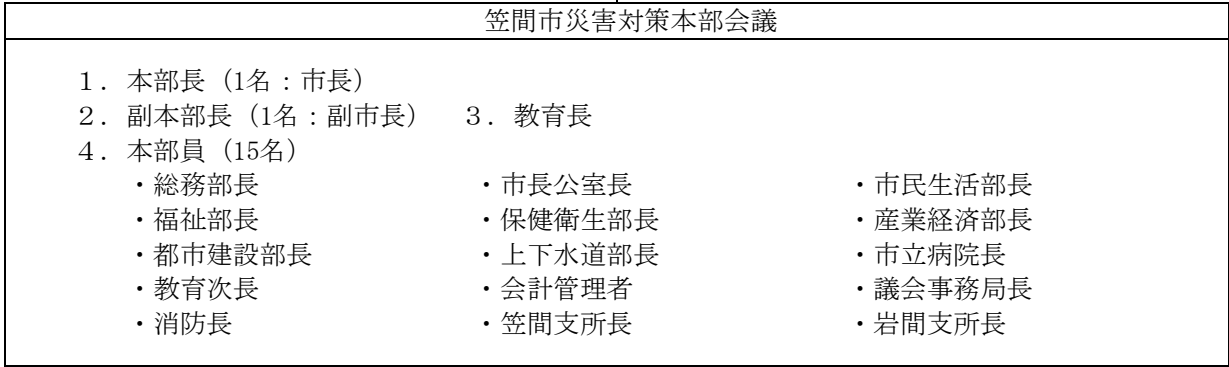 笠間市災害対策本部会議
１．本部長（1名：市長）
２．副本部長（1名：副市長）　３．教育長
４．本部員（15名）
・総務部長　・市長公室長　・市民生活部長
・福祉部長　・保健衛生部長　・産業経済部長
・都市建設部長　・上下水道部長　・市立病院長
・教育次長　・会計管理者　・議会事務局長
・消防長　・笠間支所長　・岩間支所長